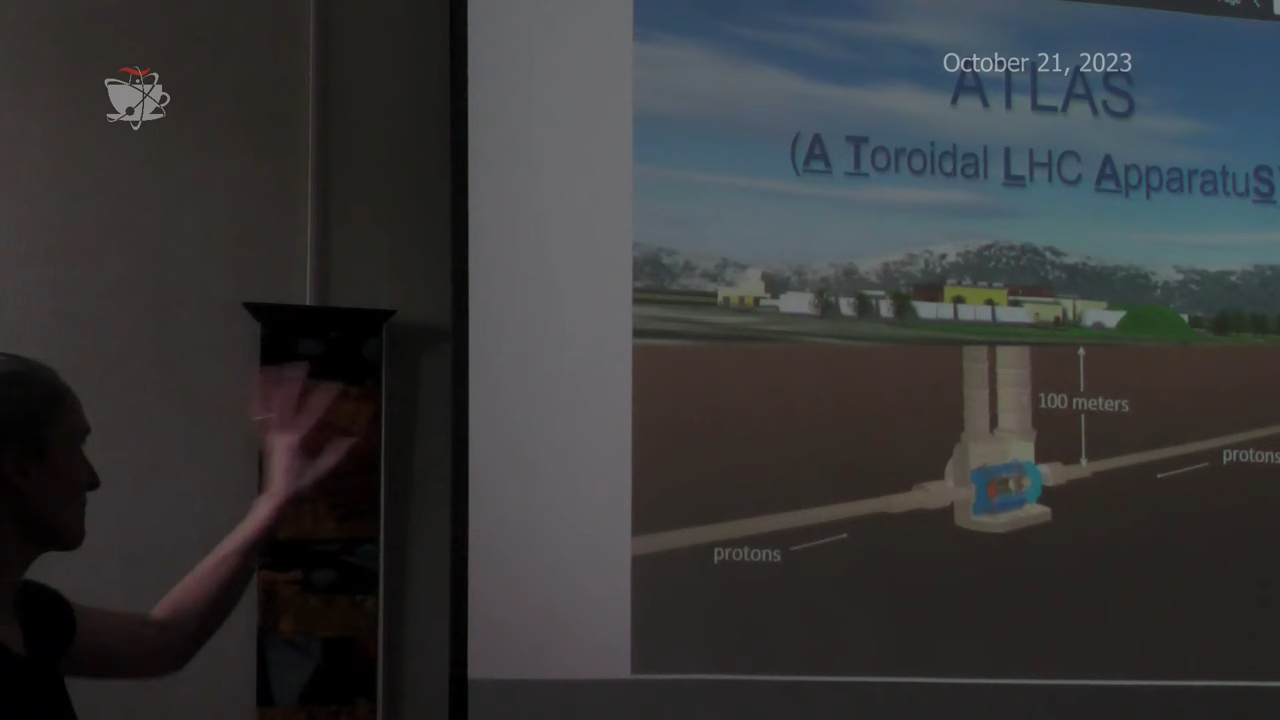 October 21, 2023
ATLAS
(A Toroidal LHC ApparatuS)
100 meters
protons
protons